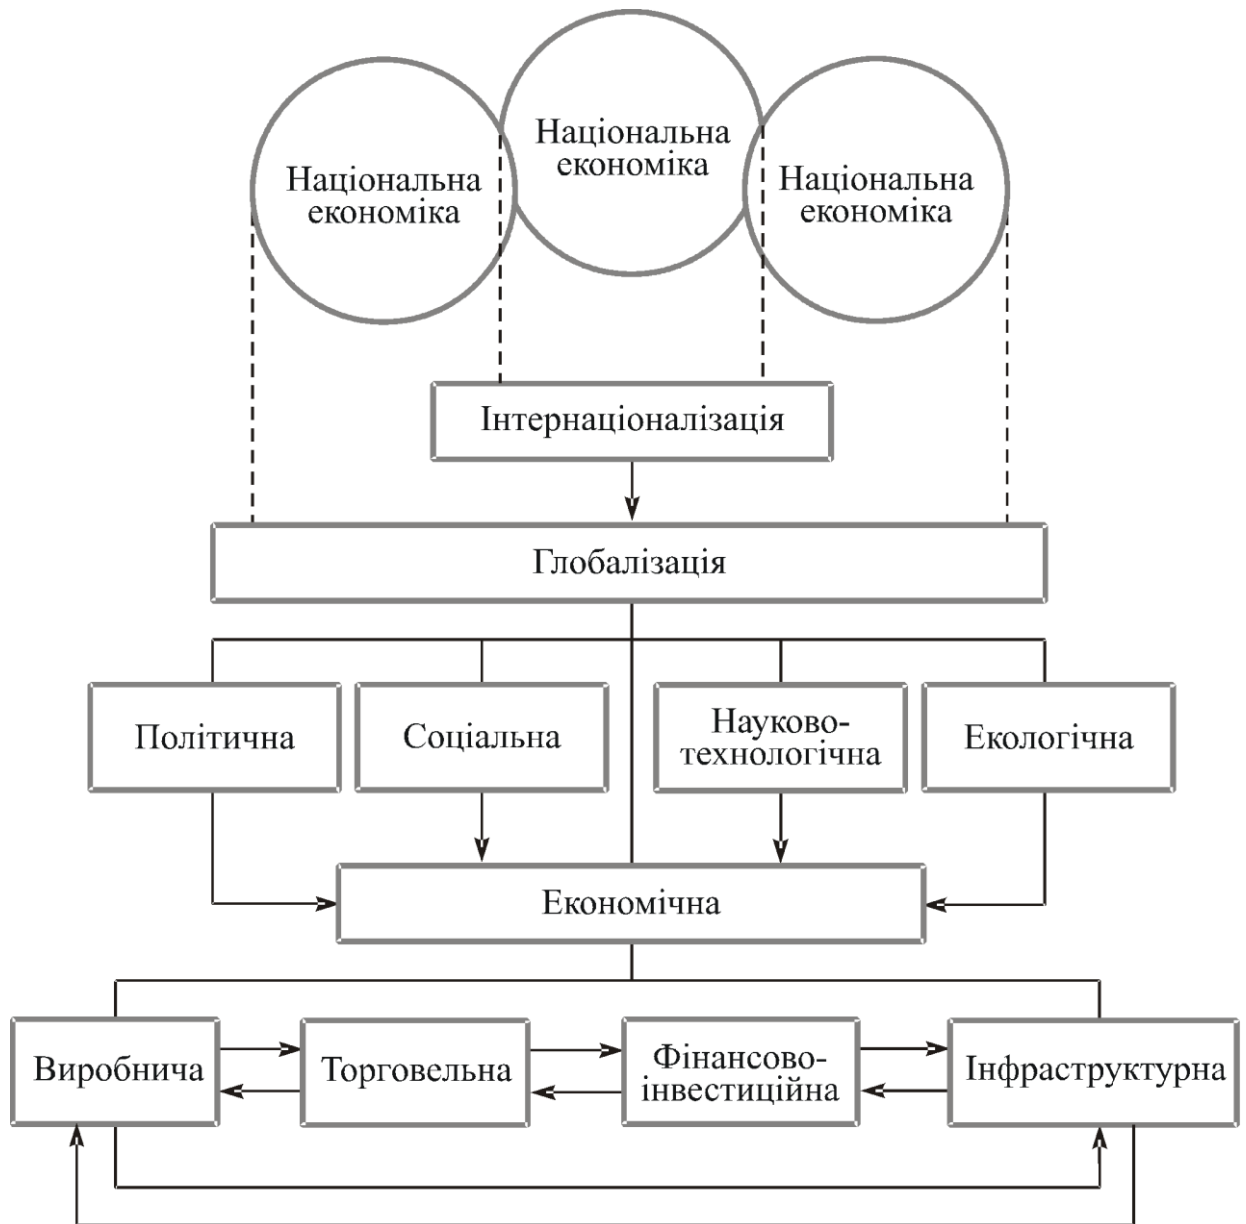 Національна
економіка
Національна
економіка
Національна
економіка
Інтернаціоналізація
Глобалізація
Політична
Соціальна
Науково-
технологічна
Екологічна
Економічна
Виробнича
Торговельна
Фінансово-
інвестиційна
Інфраструктурна